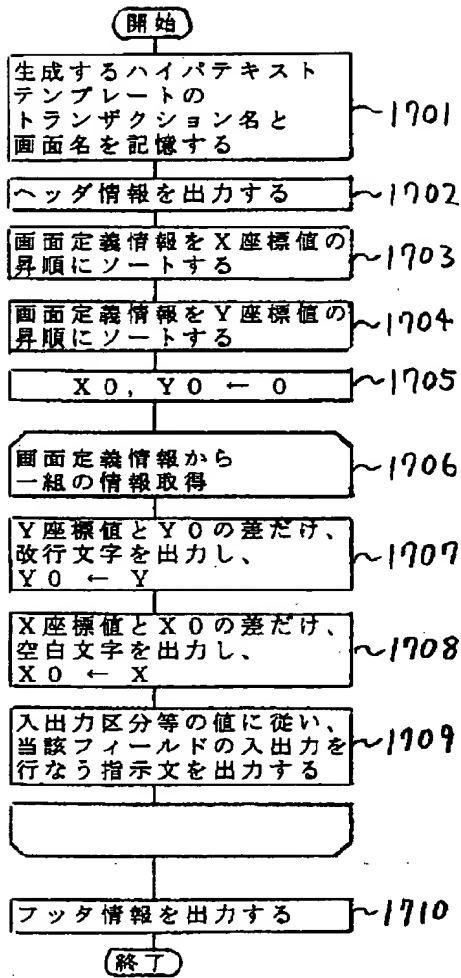 開始
生成するハイパテキスト
テンプレートの
トランザクション名と
画面名を記憶する
~1701
ヘッダ情報を出力する
~1702
画面定義情報をX座標値の
昇順にソートする
~1703
画面定義情報をY座標値の
昇順にソートする
~1704
X0, Y0 ← 0
~1705
画面定義情報から
一組の情報取得
~1706
Y座標値とY0の差だけ、
改行文字を出力し、
Y0 ← Y
~1707
X座標値とX0の差だけ、
空白文字を出力し、
X0 ← X
~1708
入出力区分等の値に従い、
当該フィールドの入出力を
行なう指示文を出力する
~1709
フッタ情報を出力する
~1710
終了